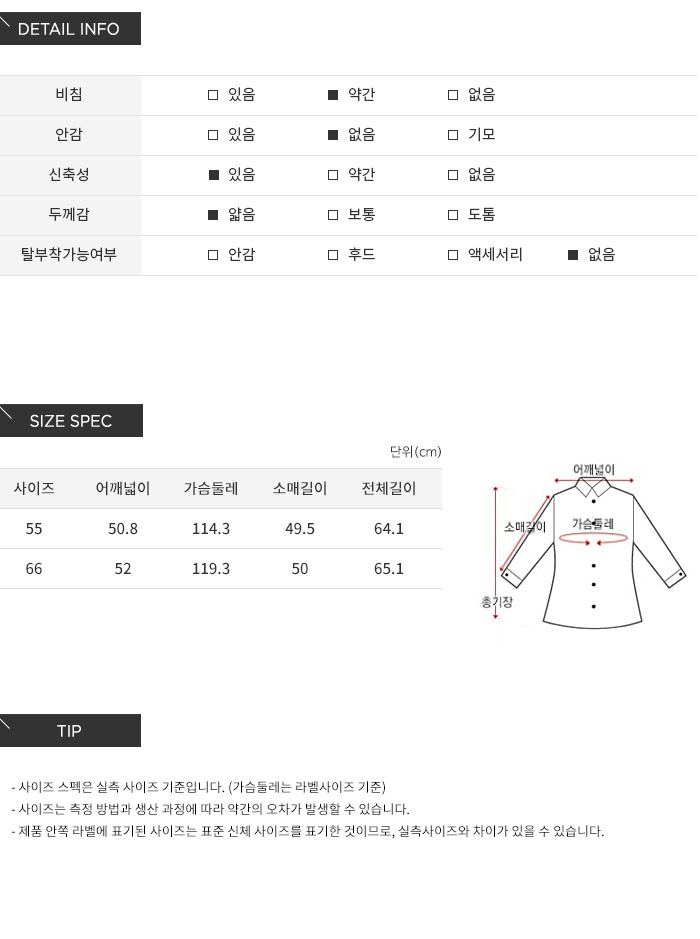 DETAIL INFO
비침 □ 있음 ■ 약간 □ 없음
안감 □ 있음 ■ 없음 □ 기모
신축성 ■ 있음 □ 약간 □ 없음
두께감 ■ 얇음 □ 보통 □ 도톰
탈부착가능여부 □ 안감 □ 후드 □ 액세서리 ■ 없음
SIZE SPEC
단위(cm)
사이즈 어깨넓이 가슴둘레 소매길이 전체길이
55 50.8 114.3 49.5 64.1
66 52 119.3 50 65.1
어깨넓이
소매길이 가슴둘레
총기장
TIP
- 사이즈 스펙은 실측 사이즈 기준입니다. (가슴둘레는 라벨사이즈 기준)
- 사이즈는 측정 방법과 생산 과정에 따라 약간의 오차가 발생할 수 있습니다.
- 제품 안쪽 라벨에 표기된 사이즈는 표준 신체 사이즈를 표기한 것이므로, 실측사이즈와 차이가 있을 수 있습니다.